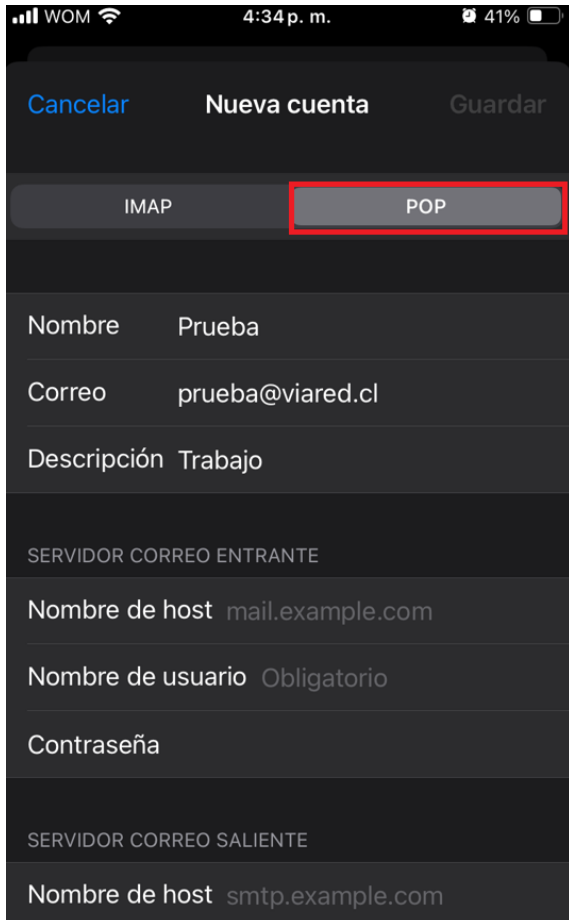 WOM 4:34 p. m. 41%
Cancelar Nueva cuenta Guardar
IMAP POP
Nombre Prueba
Correo prueba@viared.cl
Descripción Trabajo
SERVIDOR CORREO ENTRANTE
Nombre de host mail.example.com
Nombre de usuario Obligatorio
Contraseña
SERVIDOR CORREO SALIENTE
Nombre de host smtp.example.com